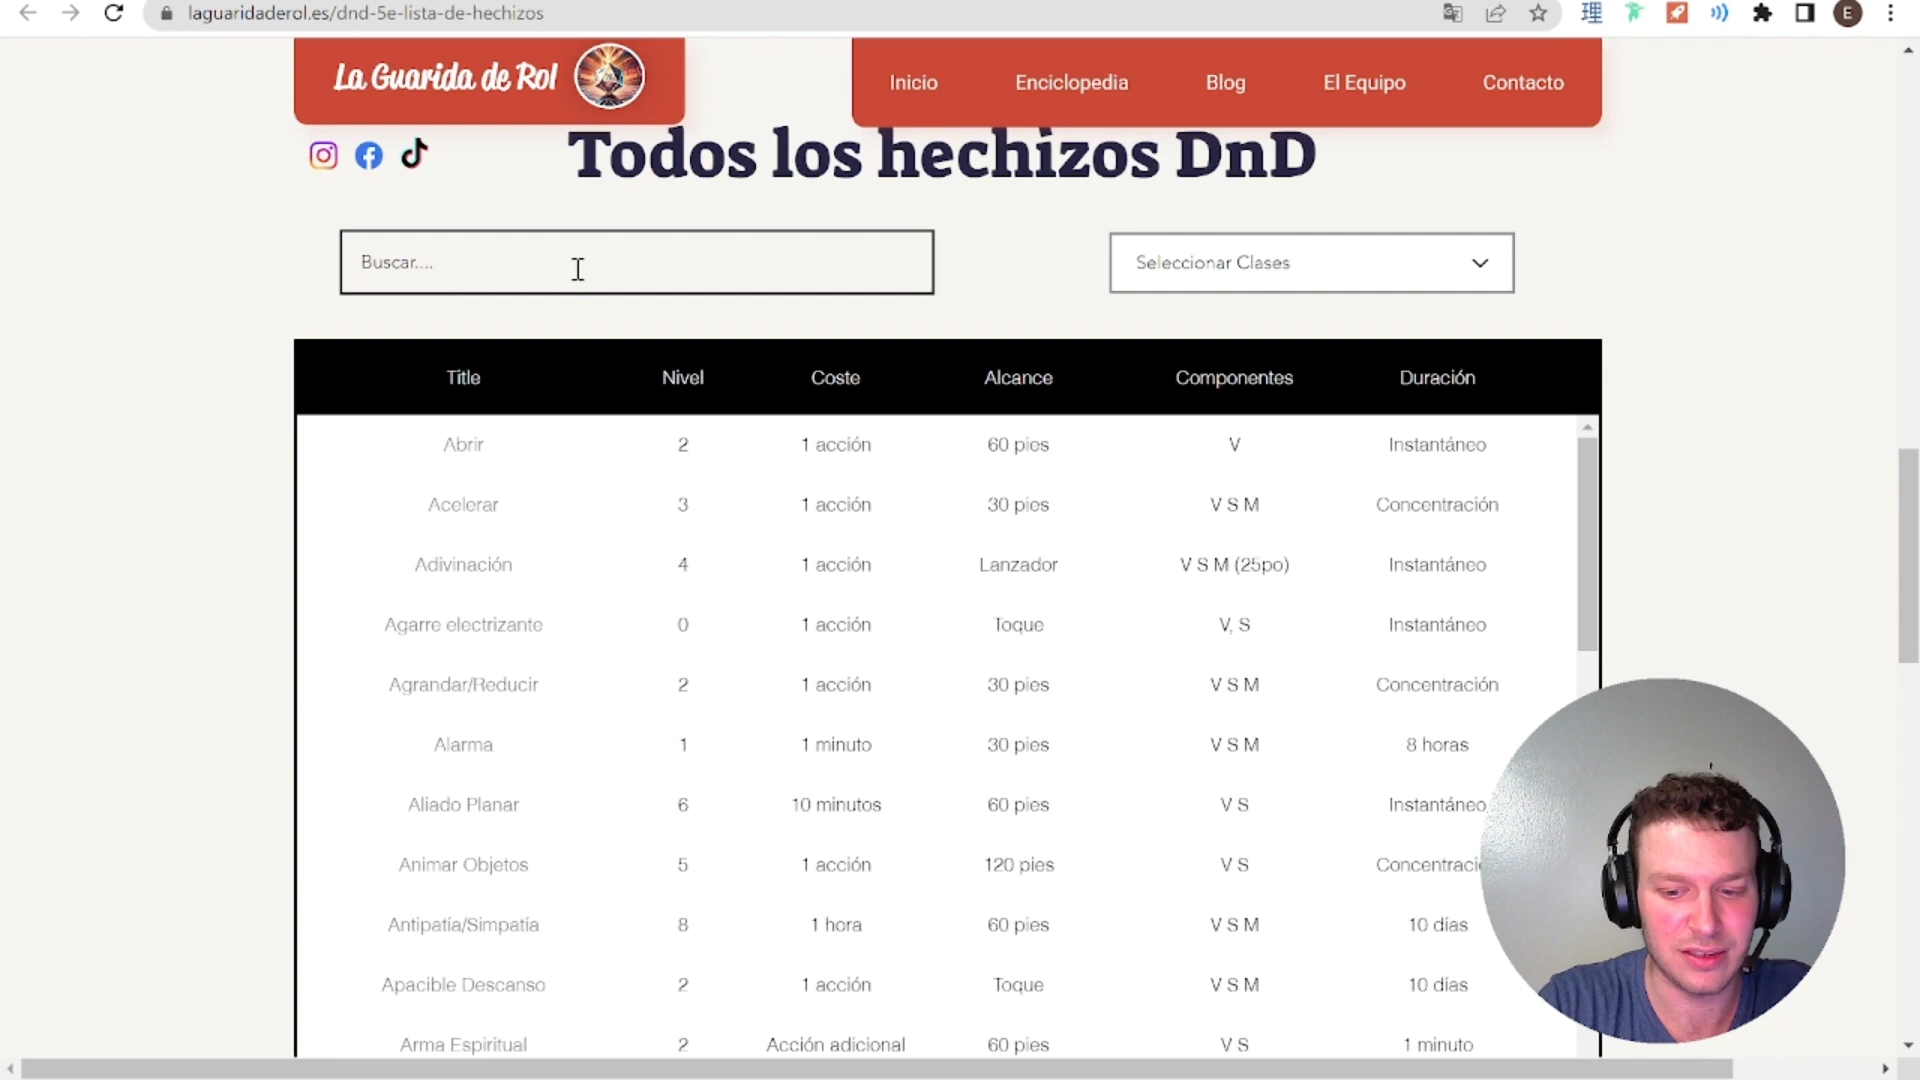 laguaridaderol.es/dnd-5e-lista-de-hechizos
理
E
La Guarida de Rol
Inicio
Enciclopedia
Blog
El Equipo
Contacto
Todos los hechizos DnD
Buscar....
Seleccionar Clases
Title Nivel Coste Alcance Componentes Duración
Abrir 2 1 acción 60 pies V Instantáneo
Acelerar 3 1 acción 30 pies V S M Concentración
Adivinación 4 1 acción Lanzador V S M (25po) Instantáneo
Agarre electrizante 0 1 acción Toque V, S Instantáneo
Agrandar/Reducir 2 1 acción 30 pies V S M Concentración
Alarma 1 1 minuto 30 pies V S M 8 horas
Aliado Planar 6 10 minutos 60 pies V S Instantáneo
Animar Objetos 5 1 acción 120 pies V S Concentraci
Antipatía/Simpatía 8 1 hora 60 pies V S M 10 días
Apacible Descanso 2 1 acción Toque V S M 10 días
Arma Espiritual 2 Acción adicional 60 pies V S 1 minuto